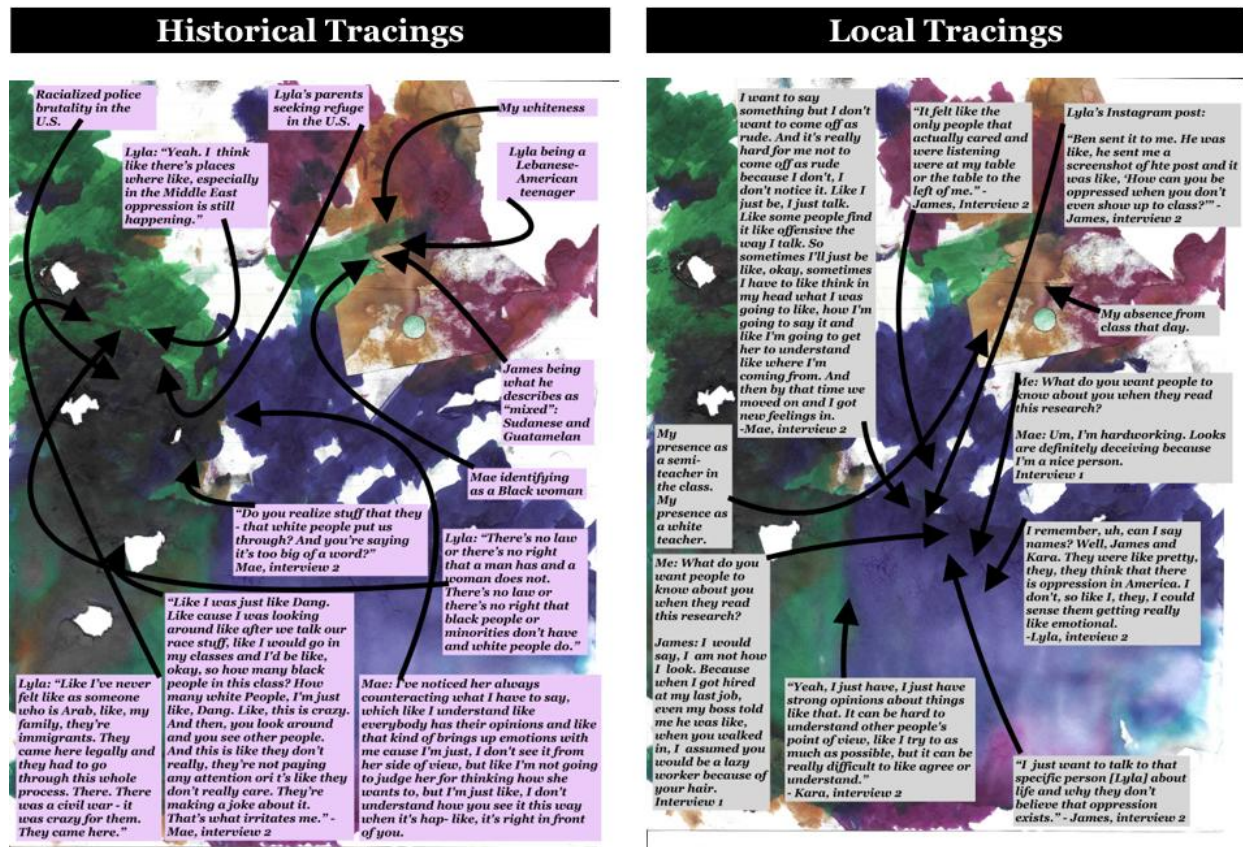 Historical Tracings
Racialized police
brutality in the
U.S.
Lyla's parents
seeking refuge
in the U.S.
My whiteness
Lyla: “Yeah. I think
like there's places
where like, especially
in the Middle East
oppression is still
happening.”
Lyla being a
Lebanese-
American
teenager
James being
what he
describes as
“mixed”:
Sudanese and
Guatamelan
Mae identifying
as a Black woman
“Do you realize stuff that they
- that white people put us
through? And you're saying
it's too big of a word?”
Mae, interview 2
Lyla: “There's no law
or there's no right
that a man has and a
woman does not.
There's no law or
there's no right that
black people or
minorities don't have
and white people do.”
Lyla: “Like I've never
felt like as someone
who is Arab, like, my
family, they're
immigrants. They
came here legally and
they had to go
through this whole
process. There. There
was a civil war - it
was crazy for them.
They came here.”
“Like I was just like Dang.
Like cause I was looking
around like after we talk our
race stuff, like I would go in
my classes and I'd be like,
okay, so how many black
people in this class? How
many white People, I'm just
like, Dang. Like, this is crazy.
And then, you look around
and you see other people.
And this is like they don't
really, they're not paying
any attention ori t's like they
don't really care. They're
making a joke about it.
That's what irritates me.” -
Mae, interview 2
Mae: I've noticed her always
counteracting what I have to say,
which like I understand like
everybody has their opinions and like
that kind of brings up emotions with
me cause I'm just, I don't see it from
her side of view, but like I'm not going
to judge her for thinking how she
wants to, but I'm just like, I don't
understand how you see it this way
when it's hap- like, it's right in front
of you.
Local Tracings
I want to say
something but I don't
want to come off as
rude. And it's really
hard for me not to
come off as rude
because I don't, I
don't notice it. Like I
just be, I just talk.
Like some people find
it like offensive the
way I talk. So
sometimes I'll just be
like, okay, sometimes
I have to like think in
my head what I was
going to like, how I'm
going to say it and
like I'm going to get
her to understand
like where I'm
coming from. And
then by that time we
moved on and I got
new feelings in.
-Mae, interview 2
“It felt like the
only people that
actually cared and
were listening
were at my table
or the table to the
left of me.” -
James, Interview 2
Lyla's Instagram post:
“Ben sent it to me. He was
like, he sent me a
screenshot of hte post and it
was like, ‘How can you be
oppressed when you don't
even show up to class?’” -
James, interview 2
My absence from
class that day.
Me: What do you want people to
know about you when they read
this research?
Mae: Um, I'm hardworking. Looks
are definitely deceiving because
I'm a nice person.
Interview 1
My
presence as
a semi-
teacher in
the class.
My
presence as
a white
teacher.
I remember, uh, can I say
names? Well, James and
Kara. They were like pretty,
they, they think that there
is oppression in America. I
don't, so like I, they, I could
sense them getting really
like emotional.
-Lyla, inteview 2
Me: What do you
want people to
know about you
when they read
this research?
James: I would
say, I am not how
I look. Because
when I got hired
at my last job,
even my boss told
me he was like,
when you walked
in, I assumed you
would be a lazy
worker because of
your hair.
Interview 1
“Yeah, I just have, I just have
strong opinions about things
like that. It can be hard to
understand other people's
point of view, like I try to as
much as possible, but it can be
really difficult to like agree or
understand.”
- Kara, interview 2
“I just want to talk to that
specific person [Lyla] about
life and why they don't
believe that oppression
exists.” - James, interview 2